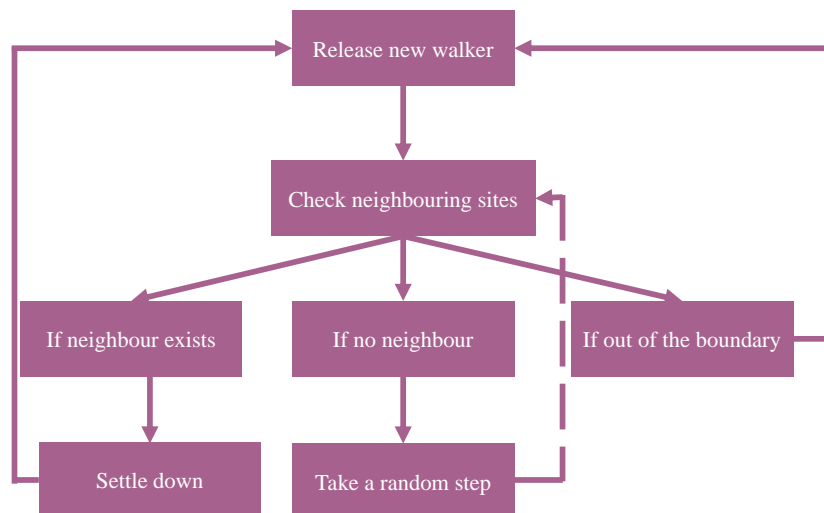 Release new walker
Check neighbouring sites
If neighbour exists
If no neighbour
If out of the boundary
Settle down
Take a random step